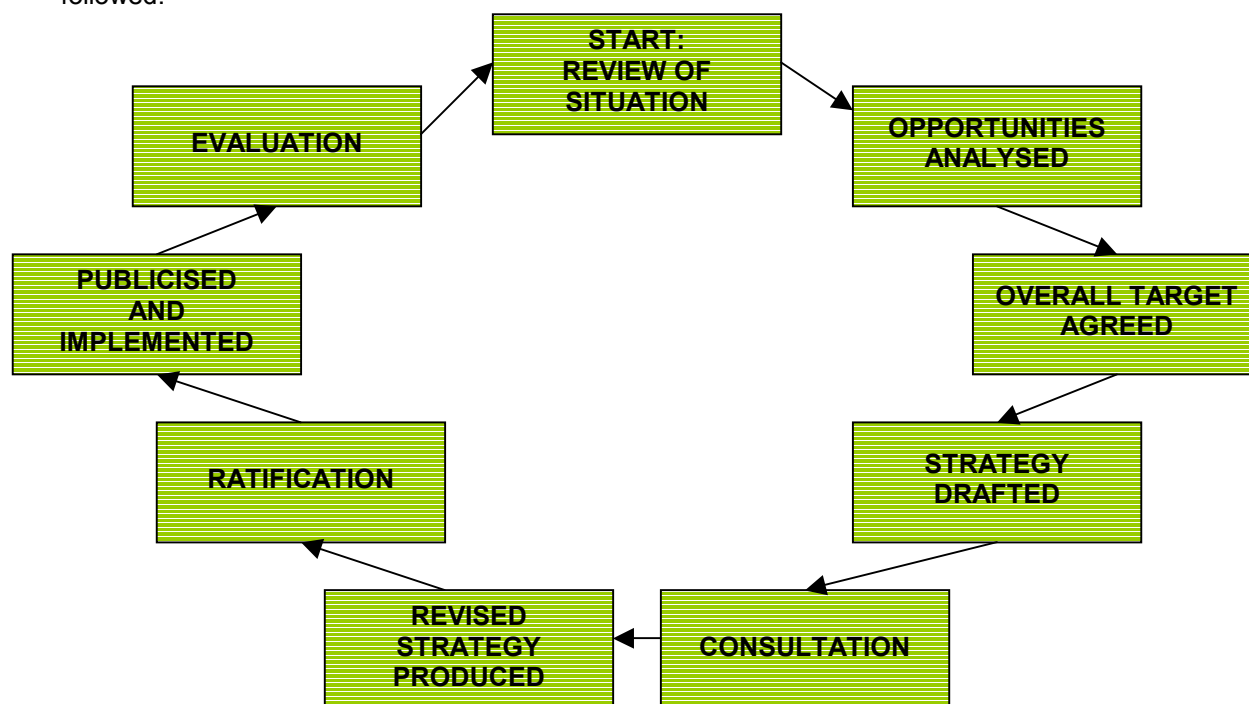 followed:
START:
REVIEW OF
SITUATION
OPPORTUNITIES
ANALYSED
OVERALL TARGET
AGREED
STRATEGY
DRAFTED
CONSULTATION
REVISED
STRATEGY
PRODUCED
RATIFICATION
PUBLICISED
AND
IMPLEMENTED
EVALUATION